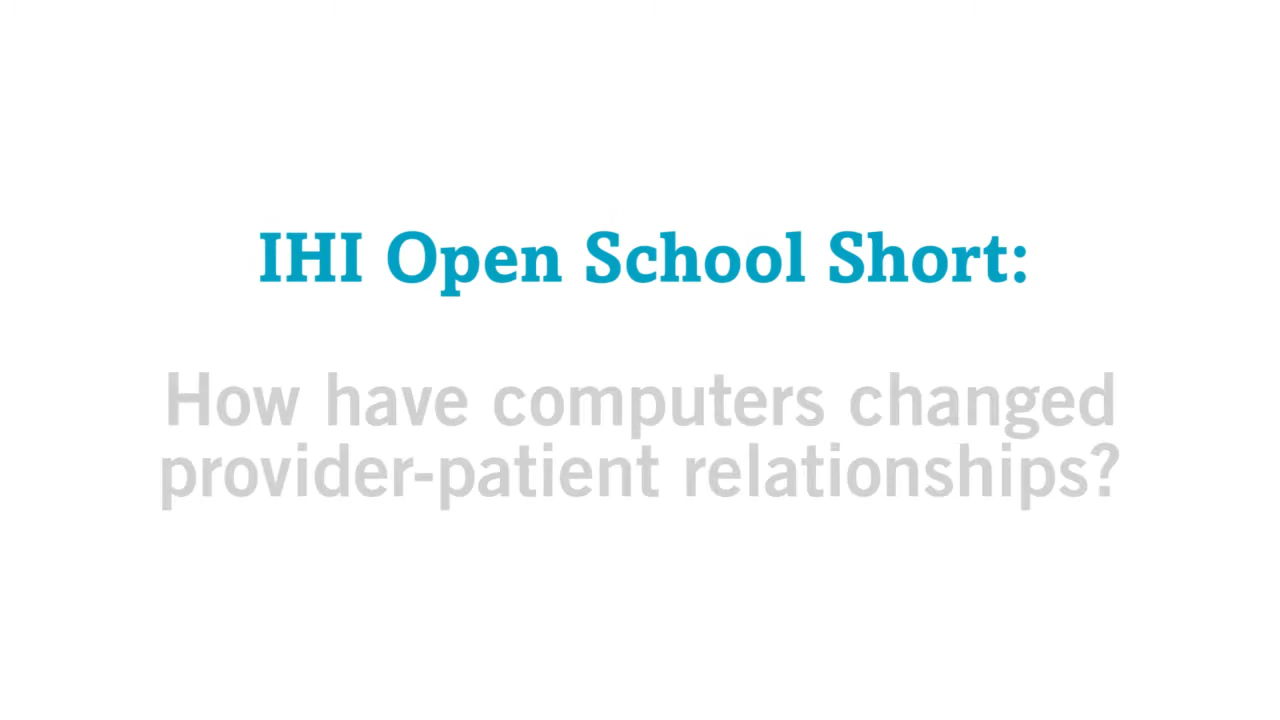 IHI Open School Short:
How have computers changed
provider-patient relationships?